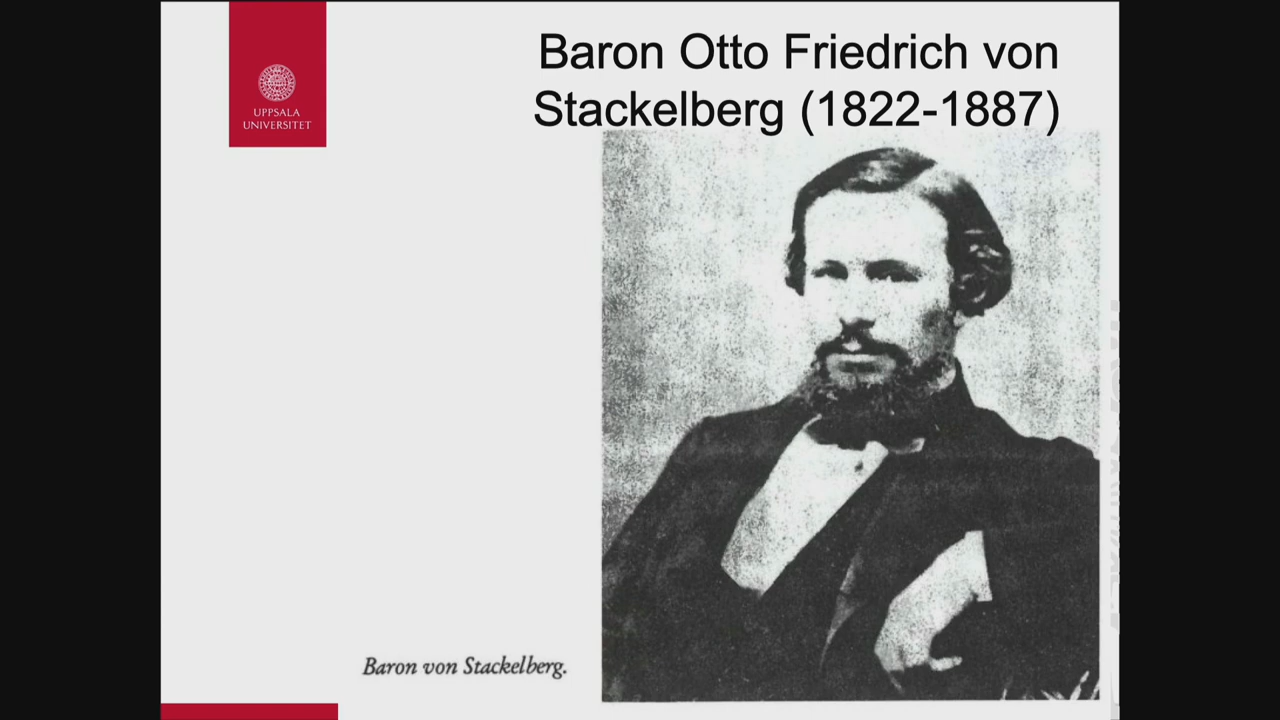 Baron Otto Friedrich von
Stackelberg (1822-1887)
UPPSALA
UNIVERSITET
Baron von Stackelberg.